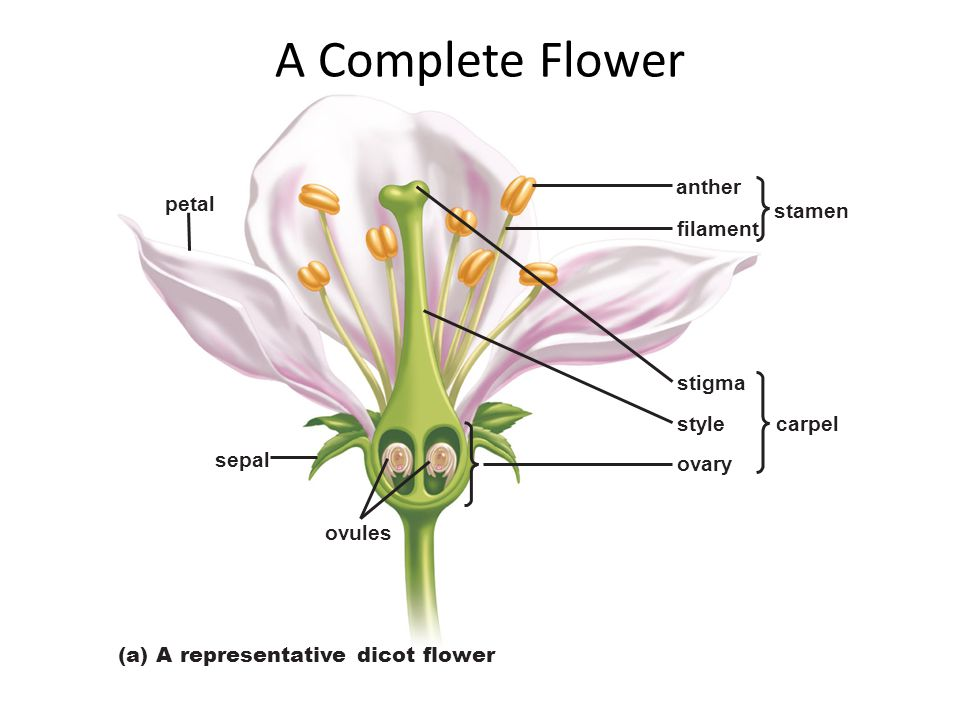 A Complete Flower
petal
anther
filament
stamen
stigma
style
carpel
ovary
sepal
ovules
(a) A representative dicot flower